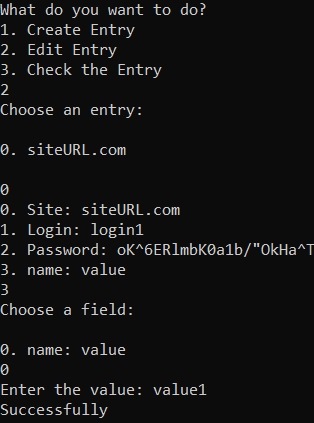 What do you want to do?
1. Create Entry
2. Edit Entry
3. Check the Entry
2
Choose an entry:
0. siteURL.com
0
0. Site: siteURL.com
1. Login: login1
2. Password: oK^6ERlmbK0a1b/"OkHa^T
3. name: value
3
Choose a field:
0. name: value
0
Enter the value: value1
Successfully